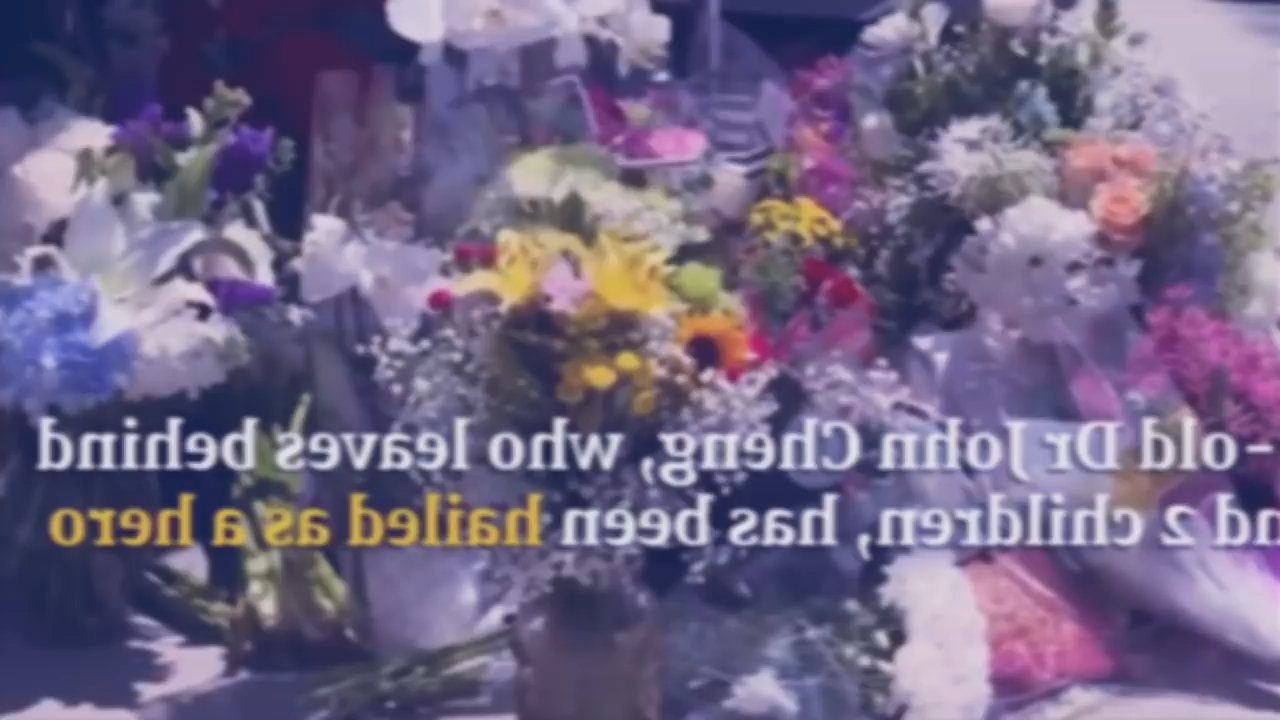 -old Dr John Cheng, who leaves behind
nd 2 children, has been hailed as a hero